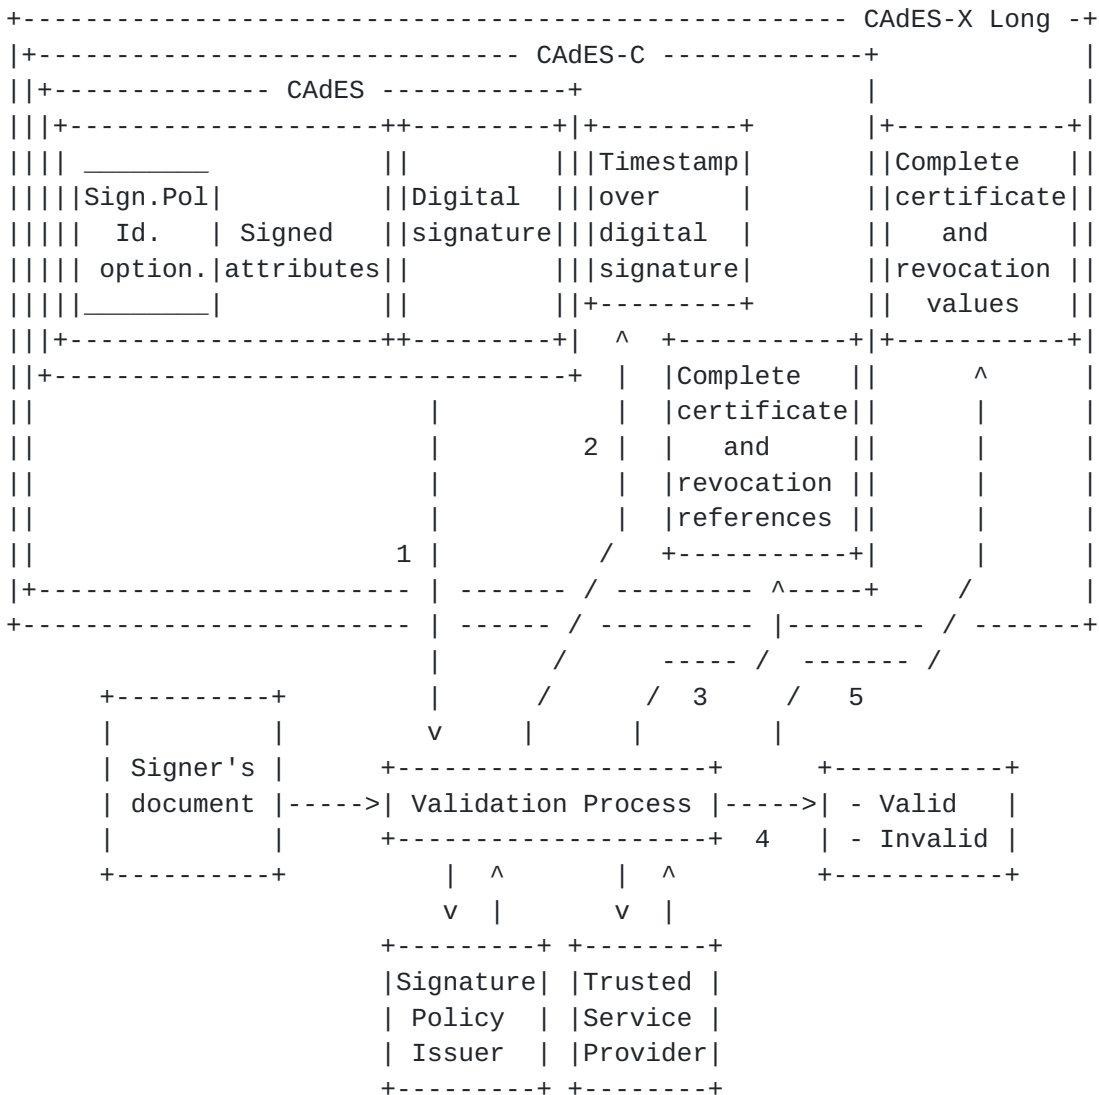 +----------------------------------------------------- CAdES-X Long -+
|+------------------------------- CAdES-C -------------+             |
||+-------------- CAdES ------------+                  |             |
|||+--------------------++---------+|+---------+       |+-----------+|
|||| ________            ||         |||Timestamp|       ||Complete   ||
|||||Sign.Pol|          ||Digital  |||over     |       ||certificate||
|||||  Id.   | Signed   ||signature|||digital  |       ||   and     ||
||||| option.|attributes||         |||signature|       ||revocation ||
|||||________|          ||         ||+---------+       ||  values   ||
|||+--------------------++---------+|  ^  +-----------+|+-----------+|
||+----------------------------------+  |  |Complete   ||      ^      |
||                         |           |  |certificate||      |      |
||                         |         2 |  |   and     ||      |      |
||                         |           |  |revocation ||      |      |
||                         |           |  |references ||      |      |
||                       1 |          /   +-----------+|      |      |
|+------------------------ | ------- / --------- ^-----+     /       |
+------------------------- | ------ / ---------- |--------- / -------+
                           |       /      ----- /  ------- /
      +----------+         |      /      /  3     /   5
      |          |         v     |      |        |
      | Signer's |      +--------------------+      +-----------+
      | document |----->| Validation Process |----->| - Valid   |
      |          |      +--------------------+  4   | - Invalid |
      +----------+          |  ^       |  ^         +-----------+
                            v  |       v  |
                        +---------+ +--------+
                        |Signature| |Trusted |
                        | Policy  | |Service |
                        | Issuer  | |Provider|
                        +---------+ +--------+